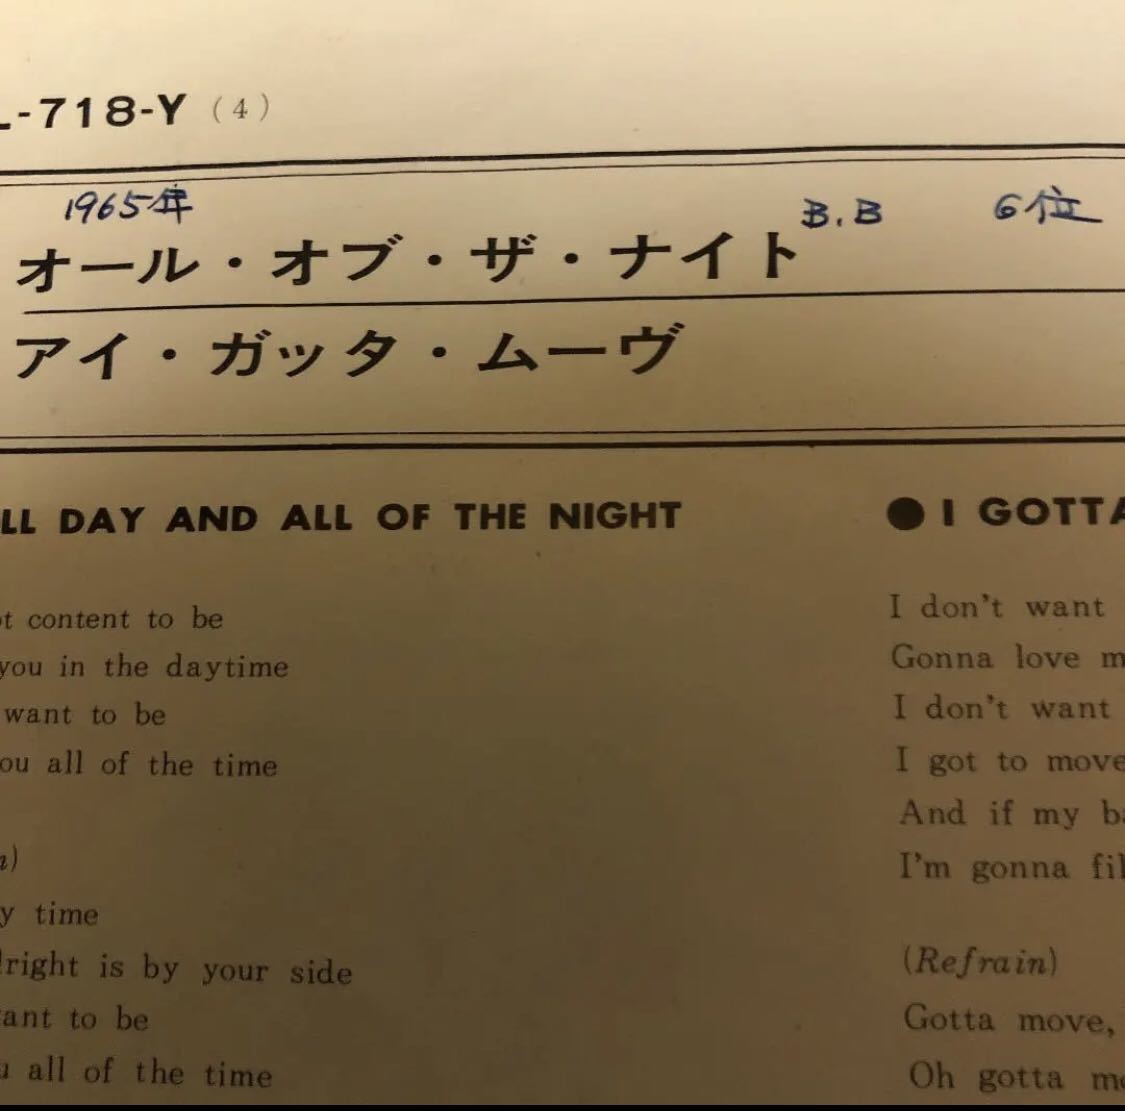 L-718-Y (4)
1965年 B.B 6位
オール・オブ・ザ・ナイト
アイ・ガッタ・ムーヴ
LL DAY AND ALL OF THE NIGHT
● I GOTTA
content to be
you in the daytime
want to be
ou all of the time
y time
right is by your side
ant to be
all of the time
I don't want
Gonna love m
I don't want
I got to move
And if my ba
I'm gonna fil
(Refrain)
Gotta move,
Oh gotta mo